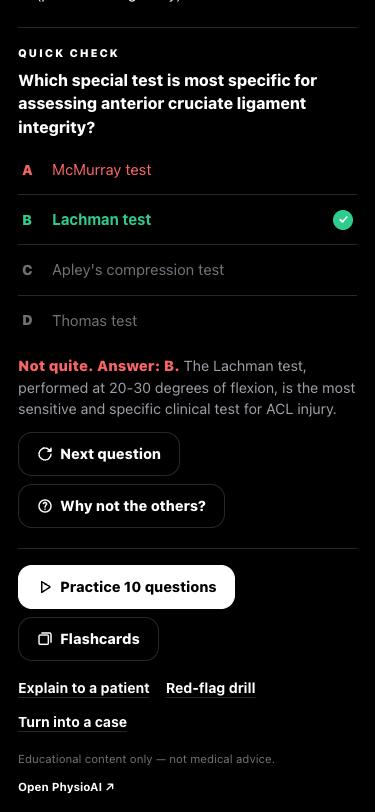 QUICK CHECK
Which special test is most specific for
assessing anterior cruciate ligament
integrity?
A McMurray test
B Lachman test
C Apley's compression test
D Thomas test
Not quite. Answer: B. The Lachman test,
performed at 20-30 degrees of flexion, is the most
sensitive and specific clinical test for ACL injury.
Next question
Why not the others?
Practice 10 questions
Flashcards
Explain to a patient Red-flag drill
Turn into a case
Educational content only — not medical advice.
Open PhysioAI ↗